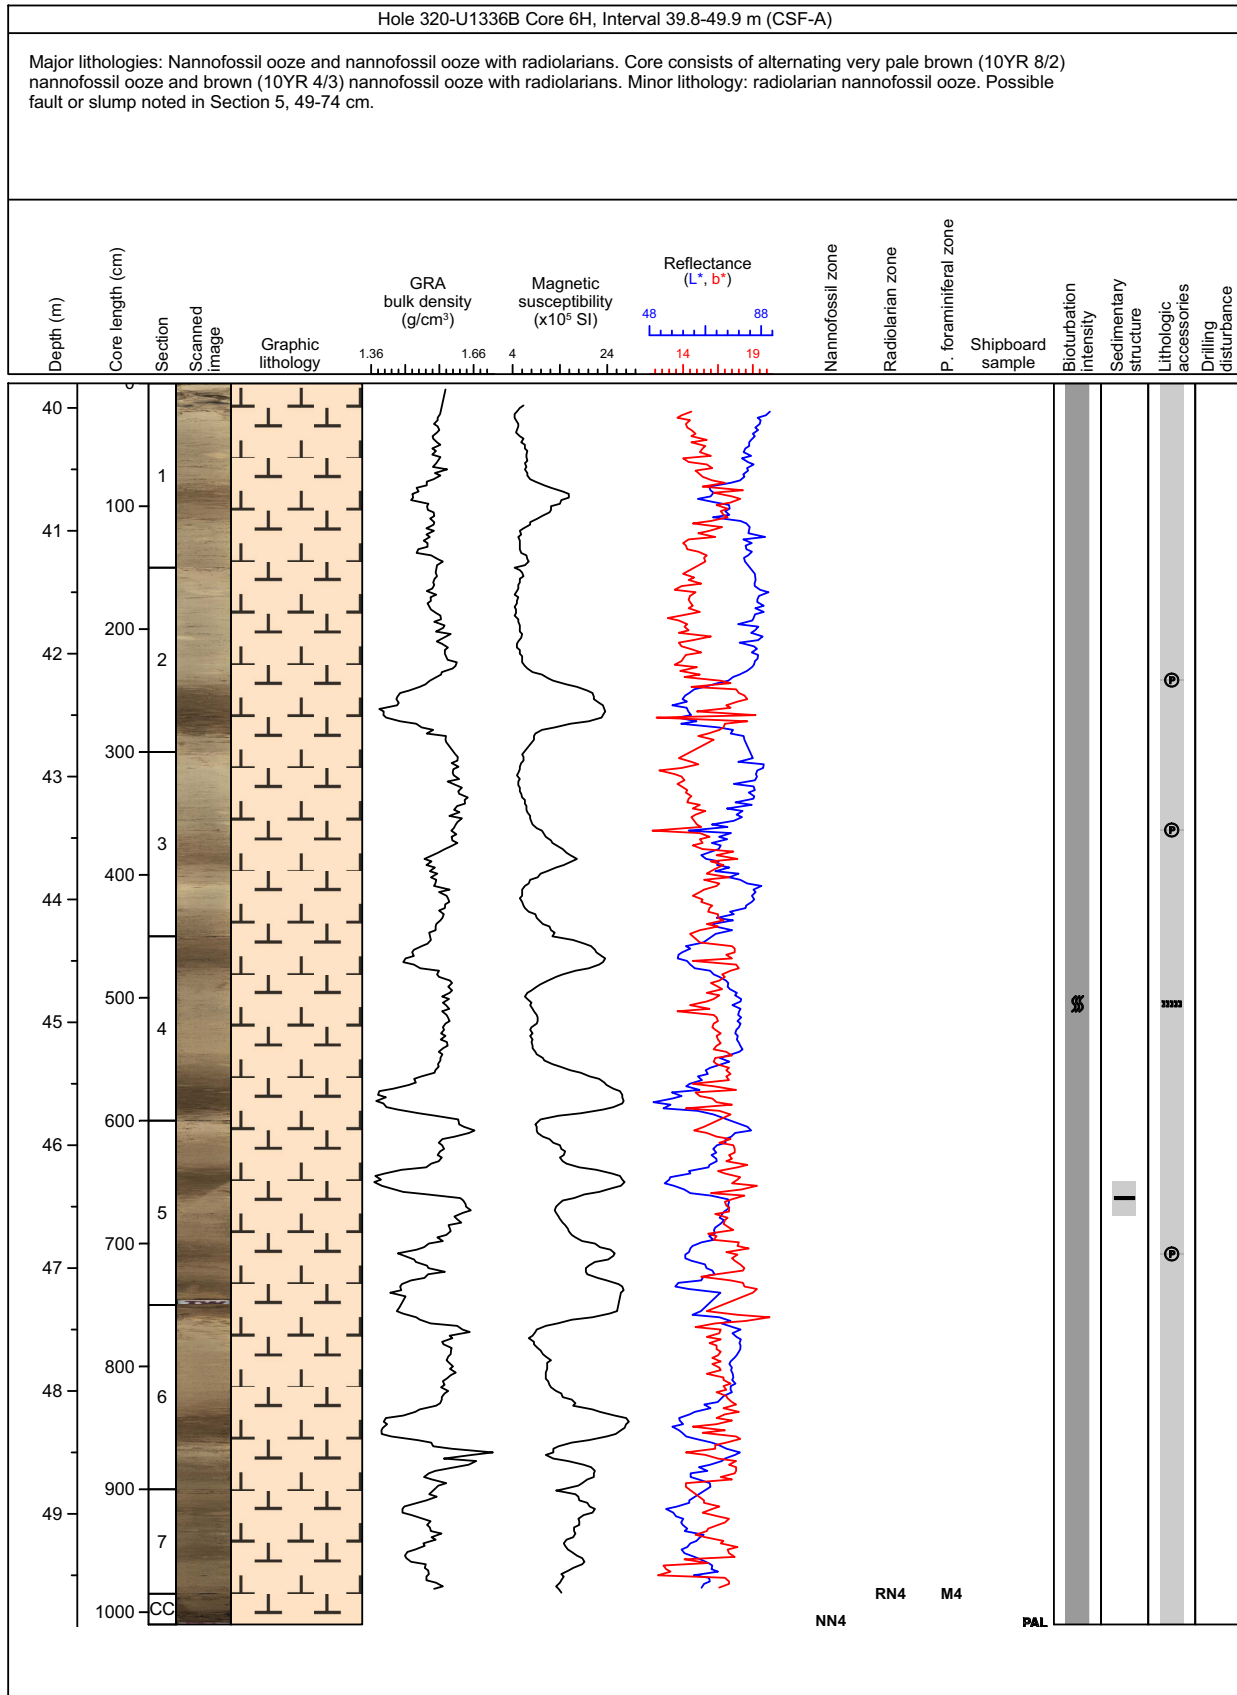 Hole 320-U1336B Core 6H, Interval 39.8-49.9 m (CSF-A)
Major lithologies: Nannofossil ooze and nannofossil ooze with radiolarians. Core consists of alternating very pale brown (10YR 8/2)
nannofossil ooze and brown (10YR 4/3) nannofossil ooze with radiolarians. Minor lithology: radiolarian nannofossil ooze. Possible
fault or slump noted in Section 5, 49-74 cm.
Depth (m)
Core length (cm)
Section
Scanned
image
Graphic
lithology
GRA
bulk density
(g/cm³)
1.36 1.66
Magnetic
susceptibility
(x10⁵ SI)
4 24
Reflectance
(L*, b*)
48 88
14 19
Nannofossil zone
Radiolarian zone
P. foraminiferal zone
Shipboard
sample
Bioturbation
intensity
Sedimentary
structure
Lithologic
accessories
Drilling
disturbance
0
40
1
100
41
200
2
42
P
300
43
P
3
400
44
500
45
4
600
46
5
700
47
P
800
48
6
900
49
7
RN4 M4
CC
1000
NN4 PAL